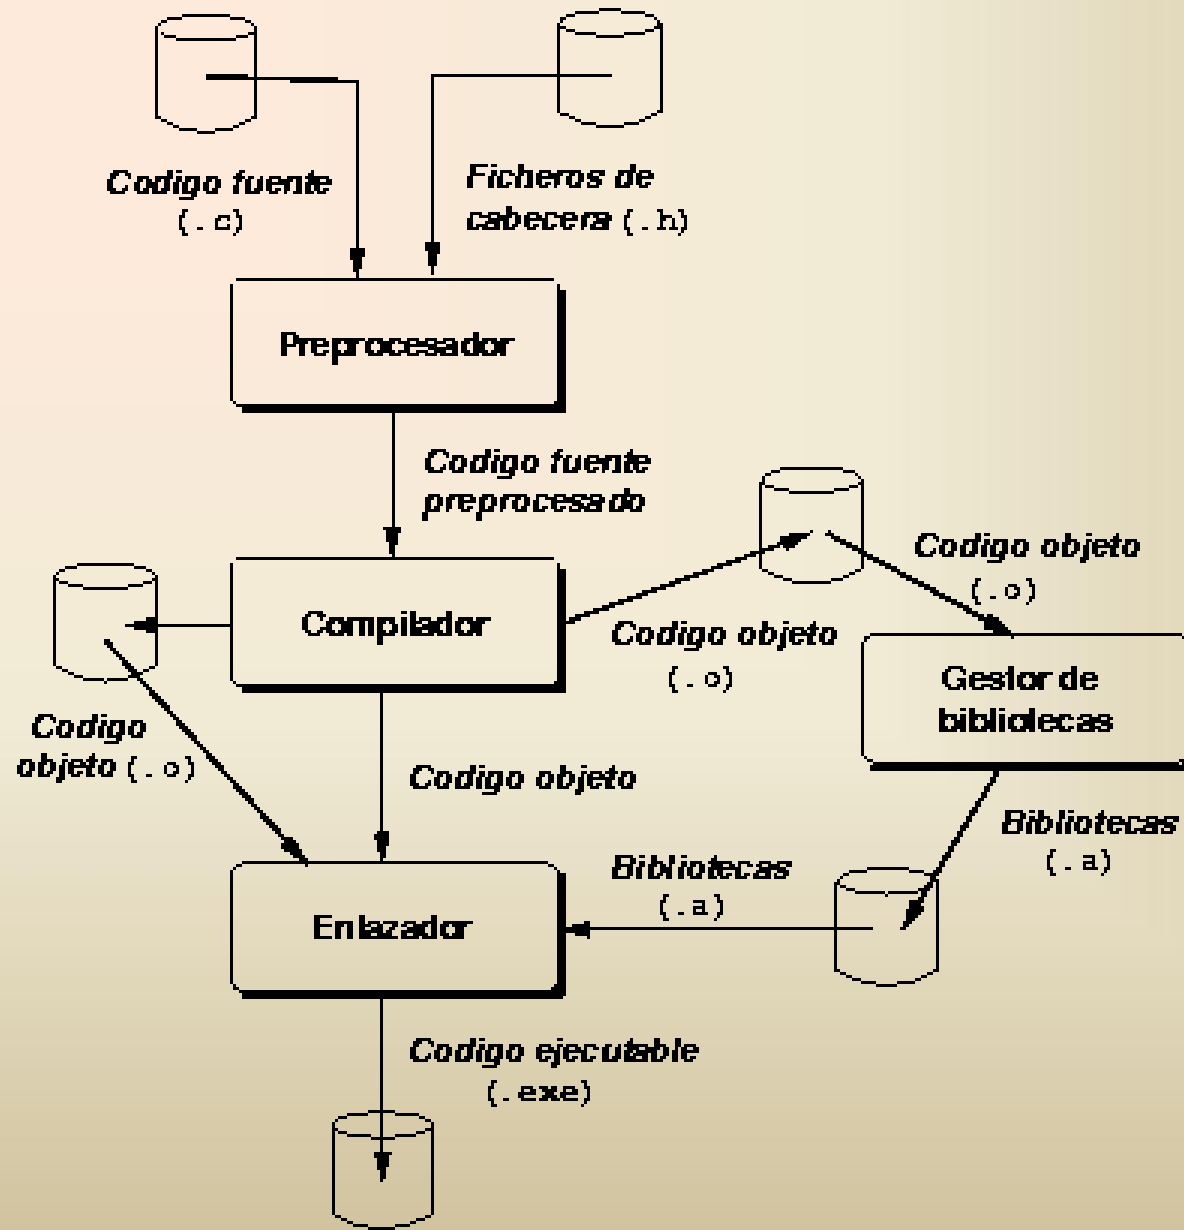 Codigo fuente
(.c)
Ficheros de
cabecera (.h)
Preprocesador
Codigo fuente
preprocesado
Compilador
Codigo objeto
(.o)
Codigo objeto
(.o)
Gestor de
bibliotecas
Codigo
objeto (.o)
Codigo objeto
Bibliotecas
(.a)
Bibliotecas
(.a)
Enlazador
Codigo ejecutable
(.exe)